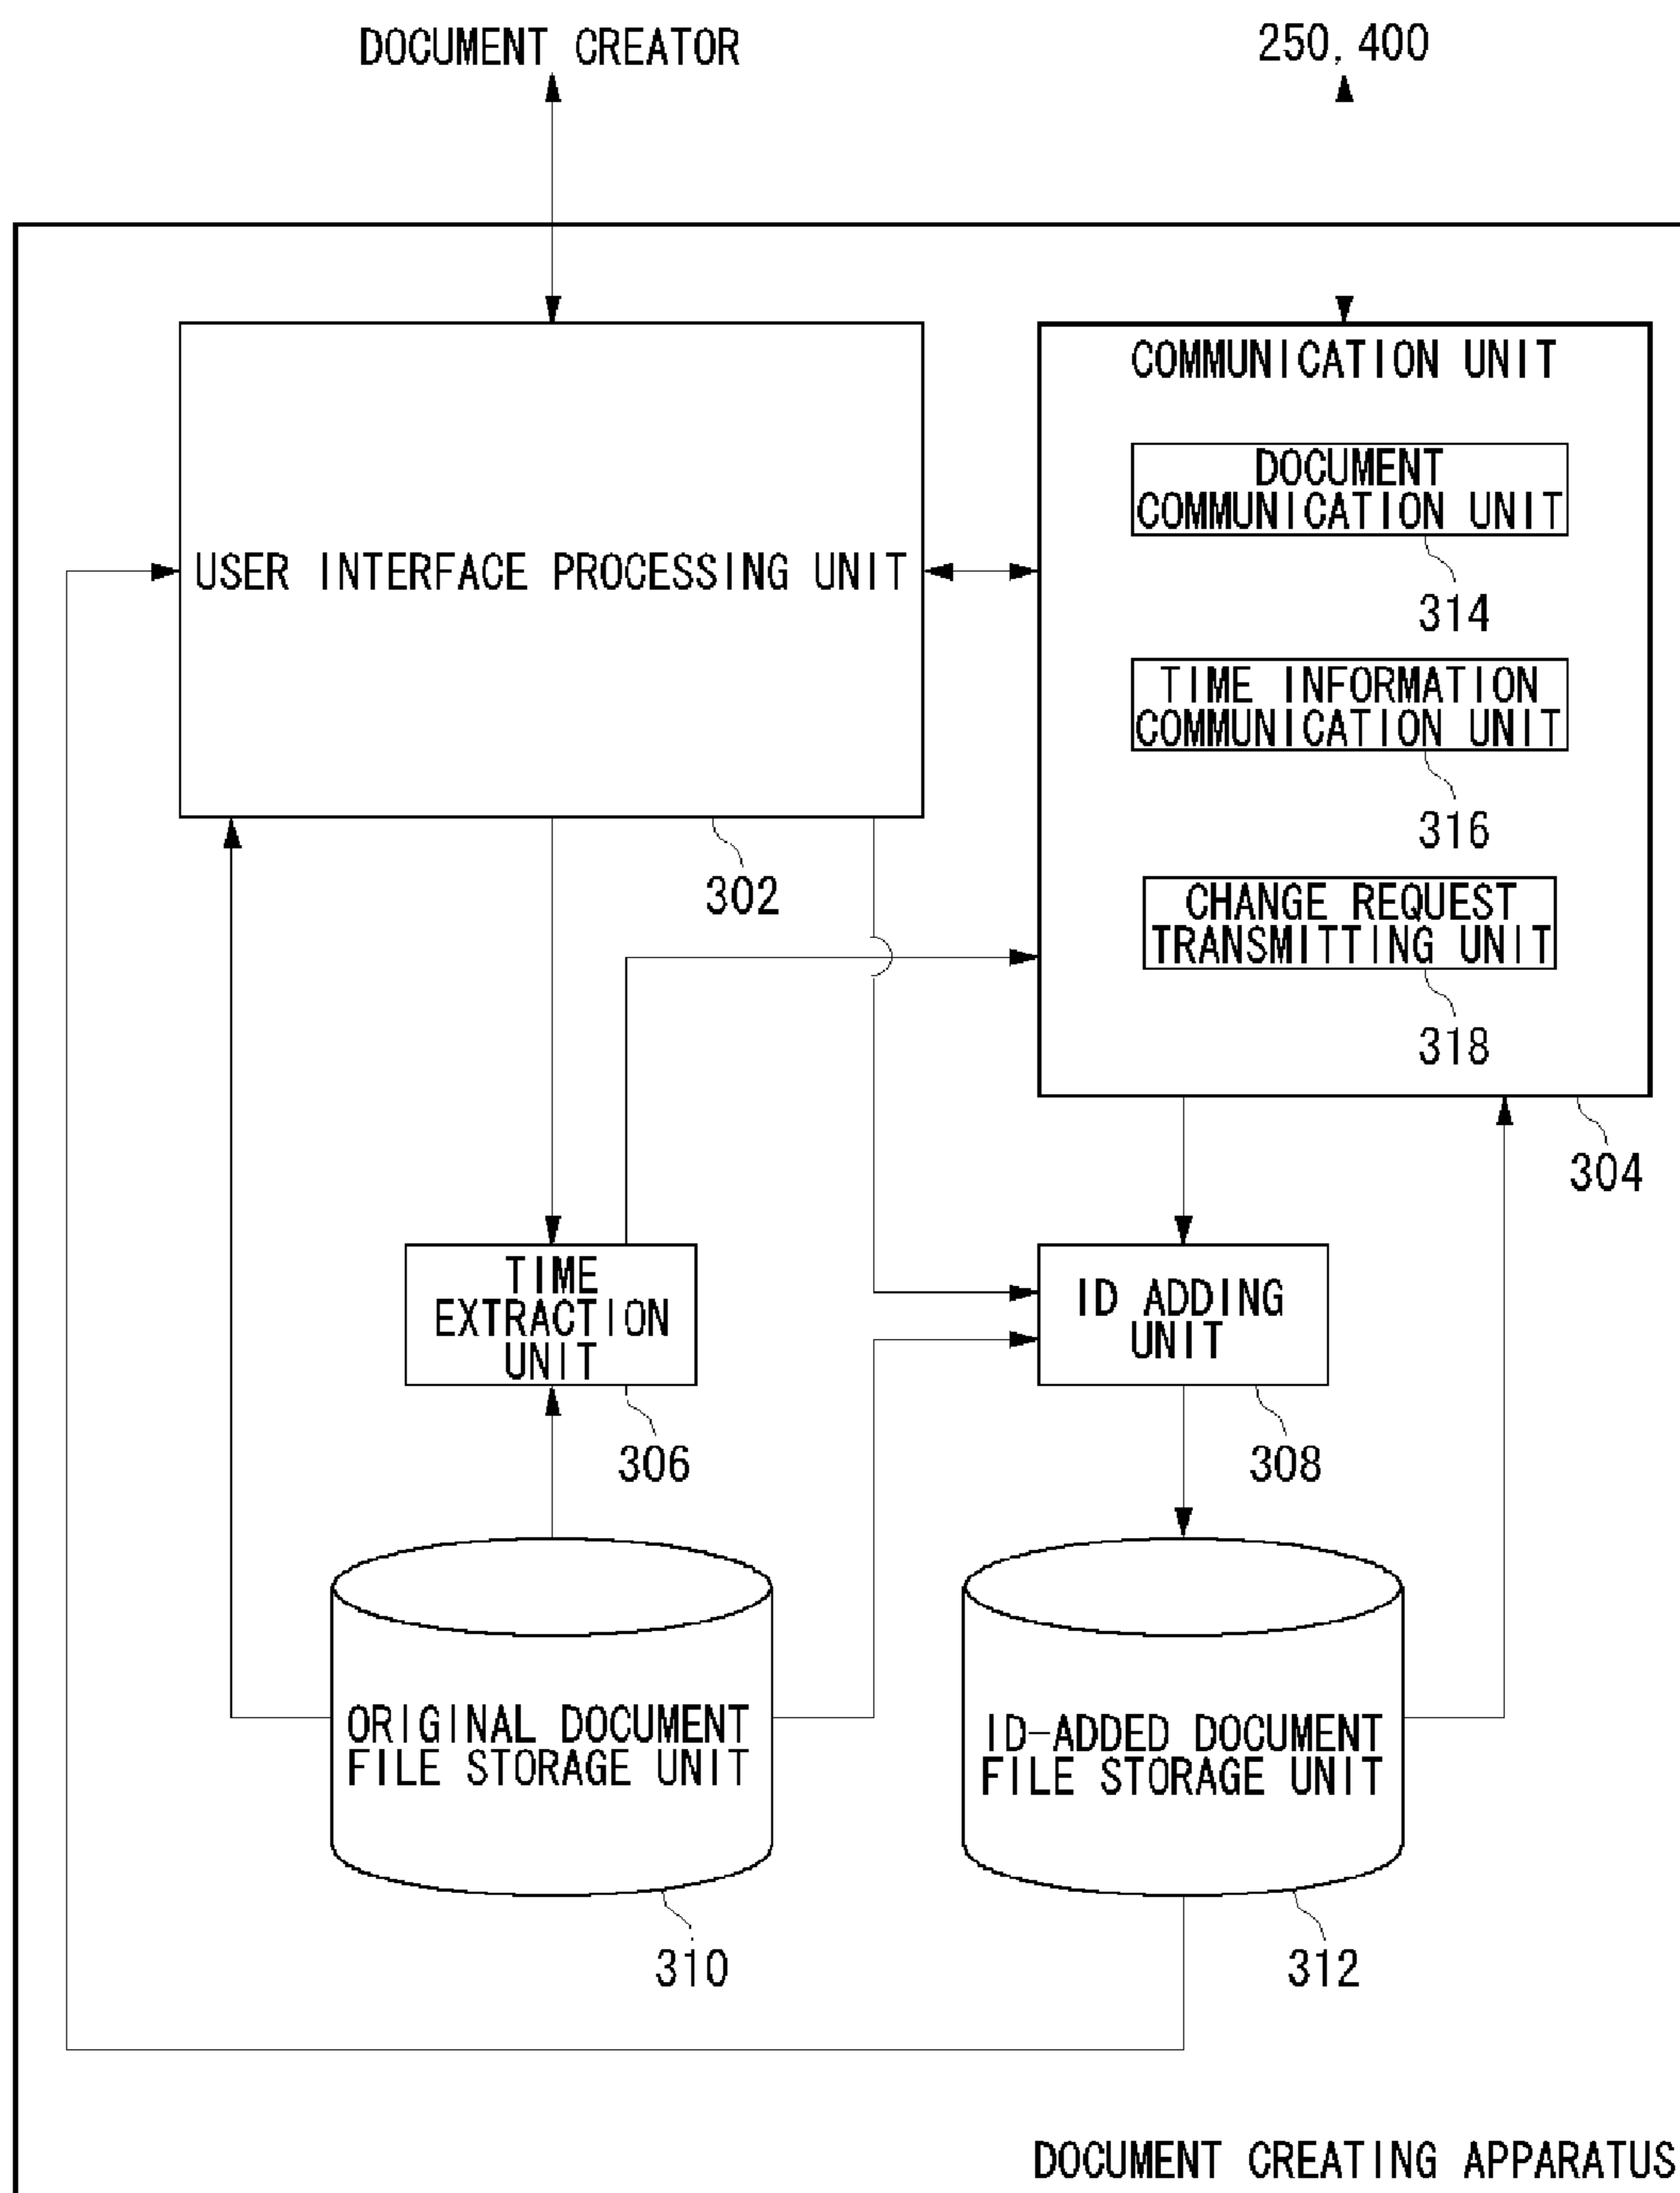 DOCUMENT CREATOR
250, 400
COMMUNICATION UNIT
DOCUMENT
COMMUNICATION UNIT
314
USER INTERFACE PROCESSING UNIT
TIME INFORMATION
COMMUNICATION UNIT
316
302
CHANGE REQUEST
TRANSMITTING UNIT
318
304
TIME
EXTRACTION
UNIT
306
ID ADDING
UNIT
308
ORIGINAL DOCUMENT
FILE STORAGE UNIT
310
ID-ADDED DOCUMENT
FILE STORAGE UNIT
312
DOCUMENT CREATING APPARATUS